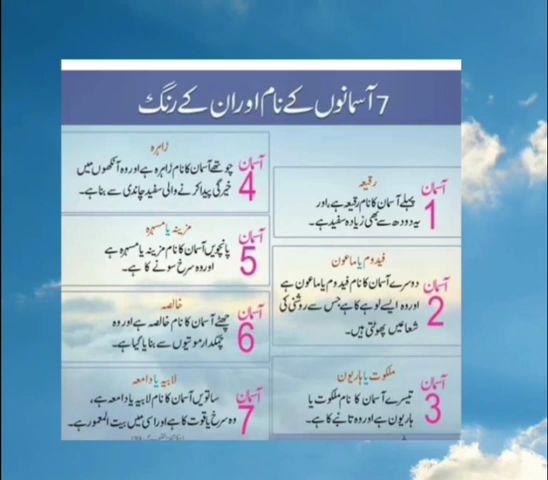 7 آسمانوں کے نام اور ان کے رنگ
آسمان 1
رقیعہ
پہلے آسمان کا نام رقیعہ ہے، اور
یہ دودھ سے بھی زیادہ سفید ہے۔
آسمان 2
فیدوم یا ماعون
دوسرے آسمان کا نام فیدوم یا ماعون ہے
اور وہ ایسے لوہے کا ہے جس سے روشنی کی
شعاعیں پھوٹتی ہیں۔
آسمان 3
ملکوت یا ہاریون
تیسرے آسمان کا نام ملکوت یا
ہاریون ہے اور وہ تانبے کا ہے۔
آسمان 4
زاہرہ
چوتھے آسمان کا نام زاہرہ ہے اور وہ آنکھوں میں
خیرگی پیدا کرنے والی سفید چاندی سے بنا ہے۔
آسمان 5
مزینہ یا مسہرہ
پانچویں آسمان کا نام مزینہ یا مسہرہ ہے
اور وہ سرخ سونے کا ہے۔
آسمان 6
خالصہ
چھٹے آسمان کا نام خالصہ ہے اور وہ
چمکدار موتیوں سے بنایا گیا ہے۔
آسمان 7
لابیہ یا دامعہ
ساتویں آسمان کا نام لابیہ یا دامعہ ہے،
وہ سرخ یاقوت کا ہے اور اسی میں بیت المعمور ہے۔